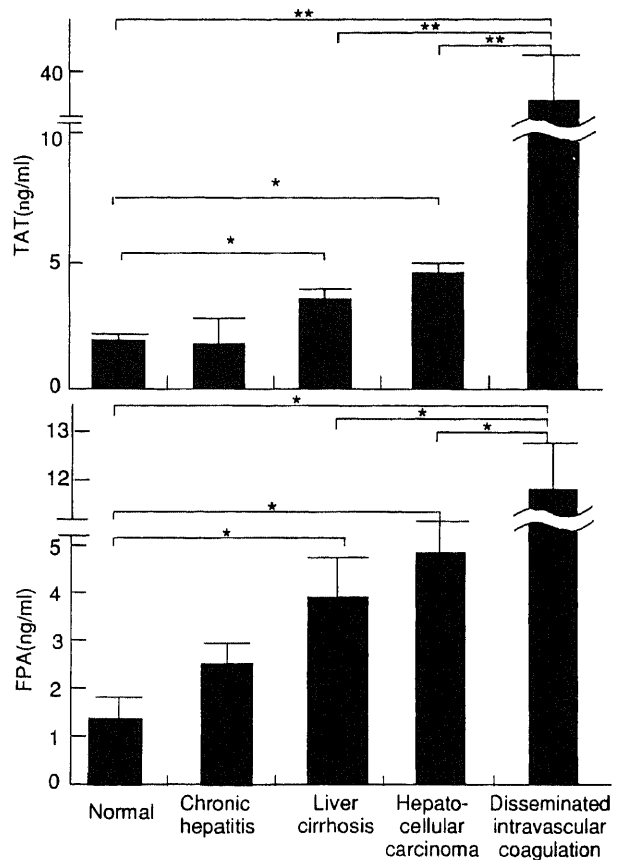 **
**
**
40
10
*
*
5
0
TAT(ng/ml)
*
*
*
13
12
*
*
5
4
3
2
1
0
FPA(ng/ml)
Normal
Chronic
hepatitis
Liver
cirrhosis
Hepato-
cellular
carcinoma
Disseminated
intravascular
coagulation